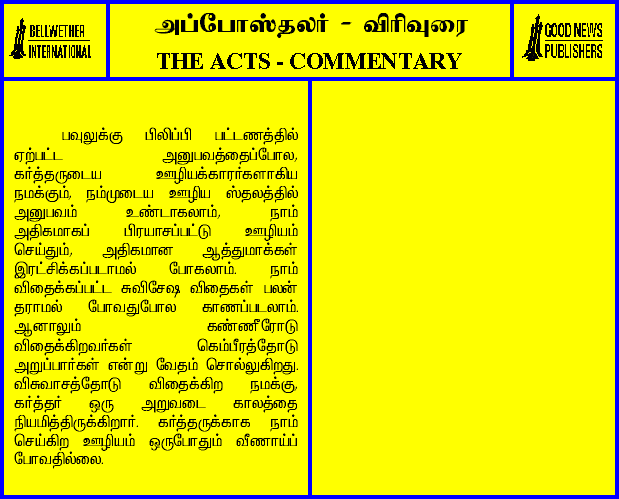 BELLWETHER
INTERNATIONAL
அப்போஸ்தலர் - விரிவுரை
THE ACTS - COMMENTARY
GOOD NEWS
PUBLISHERS
பவுலுக்கு பிலிப்பி பட்டணத்தில்
ஏற்பட்ட அனுபவத்தைப்போல,
கர்த்தருடைய ஊழியக்காரர்களாகிய
நமக்கும், நம்முடைய ஊழிய ஸ்தலத்தில்
அனுபவம் உண்டாகலாம், நாம்
அதிகமாகப் பிரயாசப்பட்டு ஊழியம்
செய்தும், அதிகமான ஆத்துமாக்கள்
இரட்சிக்கப்படாமல் போகலாம். நாம்
விதைக்கப்பட்ட சுவிசேஷ விதைகள் பலன்
தராமல் போவதுபோல காணப்படலாம்.
ஆனாலும் கண்ணீரோடு
விதைக்கிறவர்கள் கெம்பீரத்தோடு
அறுப்பார்கள் என்று வேதம் சொல்லுகிறது.
விசுவாசத்தோடு விதைக்கிற நமக்கு,
கர்த்தர் ஒரு அறுவடை காலத்தை
நியமித்திருக்கிறார். கர்த்தருக்காக நாம்
செய்கிற ஊழியம் ஒருபோதும் வீணாய்ப்
போவதில்லை.